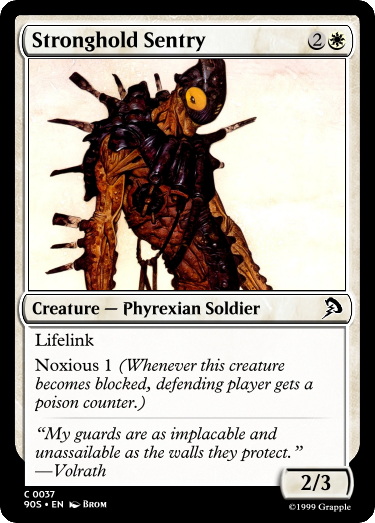 Stronghold Sentry 2
Creature — Phyrexian Soldier
Lifelink
Noxious 1 (Whenever this creature
becomes blocked, defending player gets a
poison counter.)
“My guards are as implacable and
unassailable as the walls they protect.”
—Volrath
2/3
C 0037
90S • EN Brom
©1999 Grapple